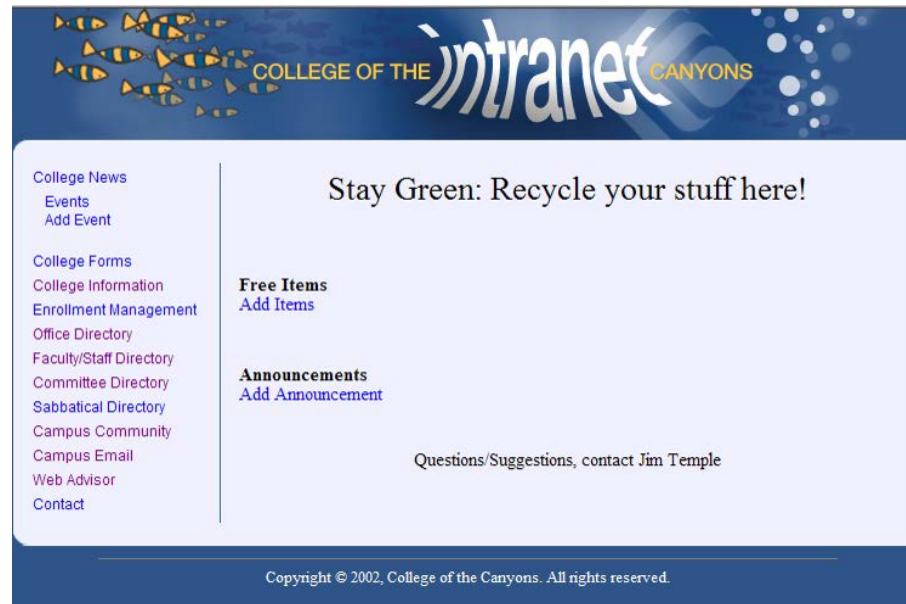 COLLEGE OF THE intranet CANYONS
College News
Events
Add Event
College Forms
College Information
Enrollment Management
Office Directory
Faculty/Staff Directory
Committee Directory
Sabbatical Directory
Campus Community
Campus Email
Web Advisor
Contact
Stay Green: Recycle your stuff here!
Free Items
Add Items
Announcements
Add Announcement
Questions/Suggestions, contact Jim Temple
Copyright © 2002, College of the Canyons. All rights reserved.